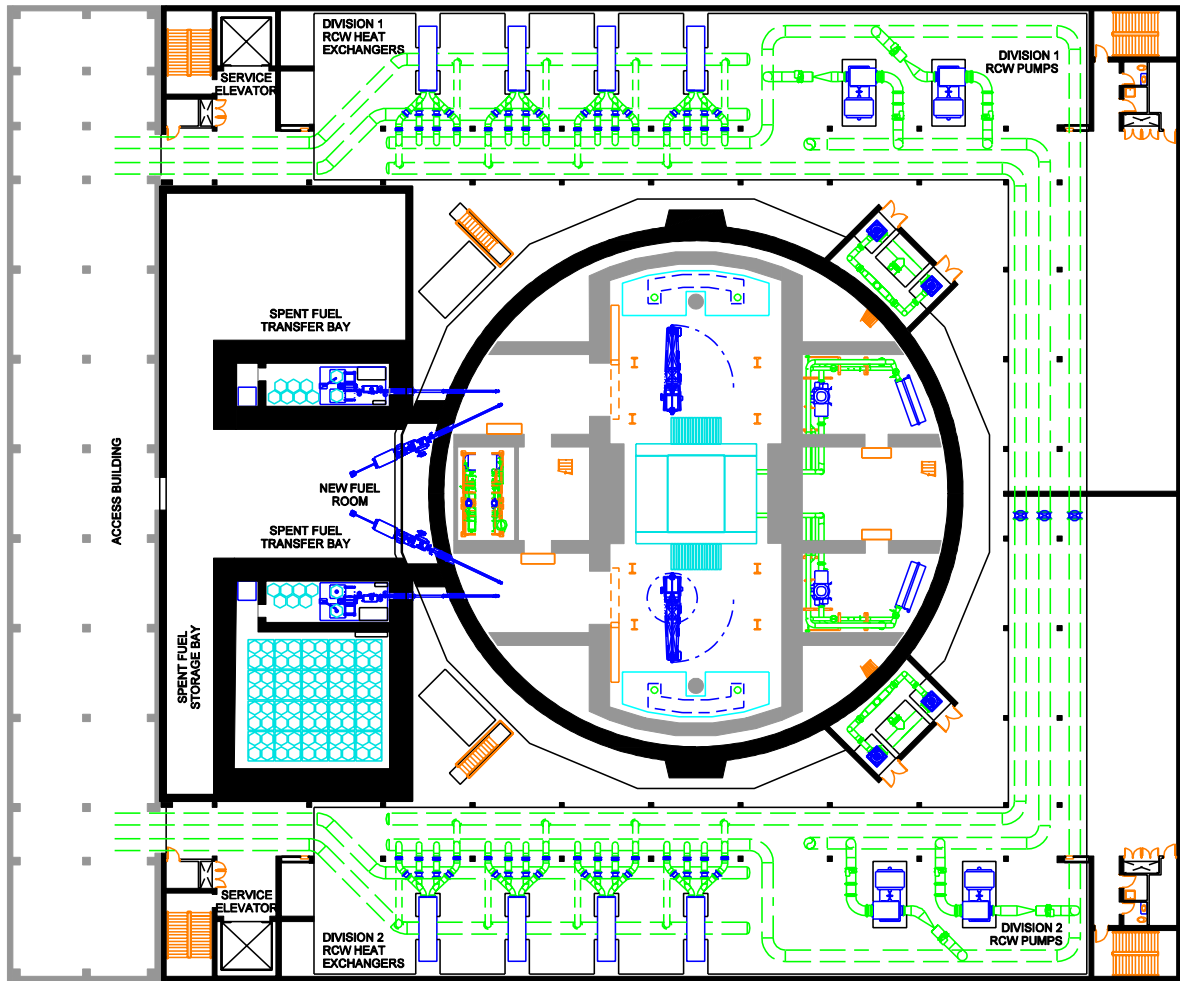 DIVISION 1
RCW HEAT
EXCHANGERS
DIVISION 1
RCW PUMPS
SERVICE
ELEVATOR
SPENT FUEL
TRANSFER BAY
ACCESS BUILDING
NEW FUEL
ROOM
SPENT FUEL
TRANSFER BAY
SPENT FUEL
STORAGE BAY
SERVICE
ELEVATOR
DIVISION 2
RCW HEAT
EXCHANGERS
DIVISION 2
RCW PUMPS